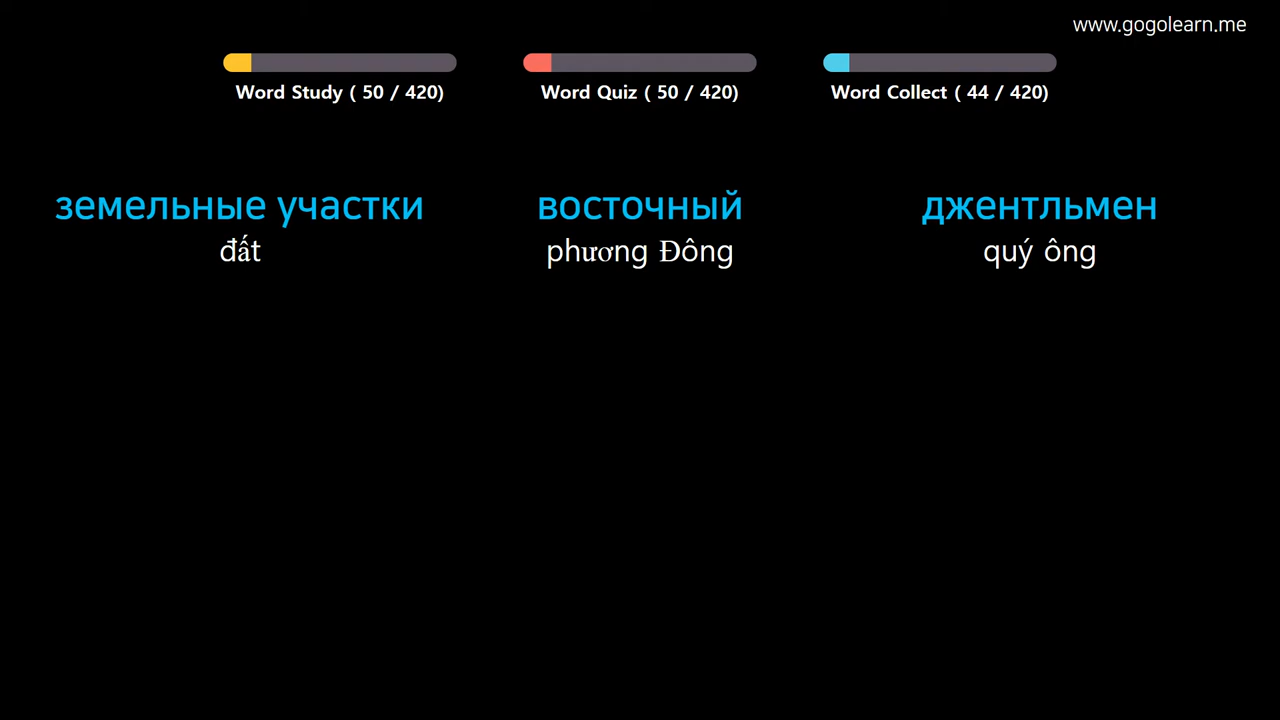 www.gogolearn.me
Word Study ( 50 / 420)
Word Quiz ( 50 / 420)
Word Collect ( 44 / 420)
земельные участки
đất
восточный
phương Đông
джентльмен
quý ông